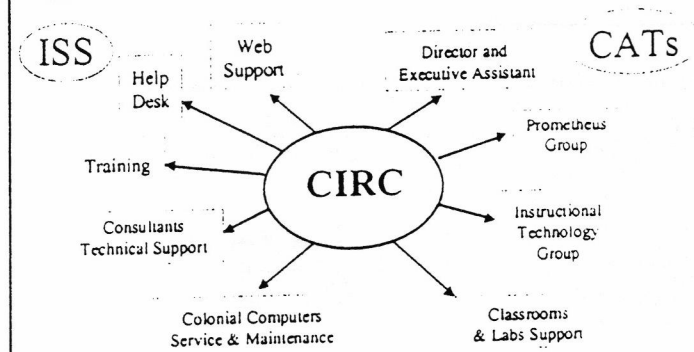 ISS
CATs
Web
Support
Director and
Executive Assistant
Help
Desk
Prometheus
Group
Training
CIRC
Instructional
Technology
Group
Consultants
Technical Support
Colonial Computers
Service & Maintenance
Classrooms
& Labs Support